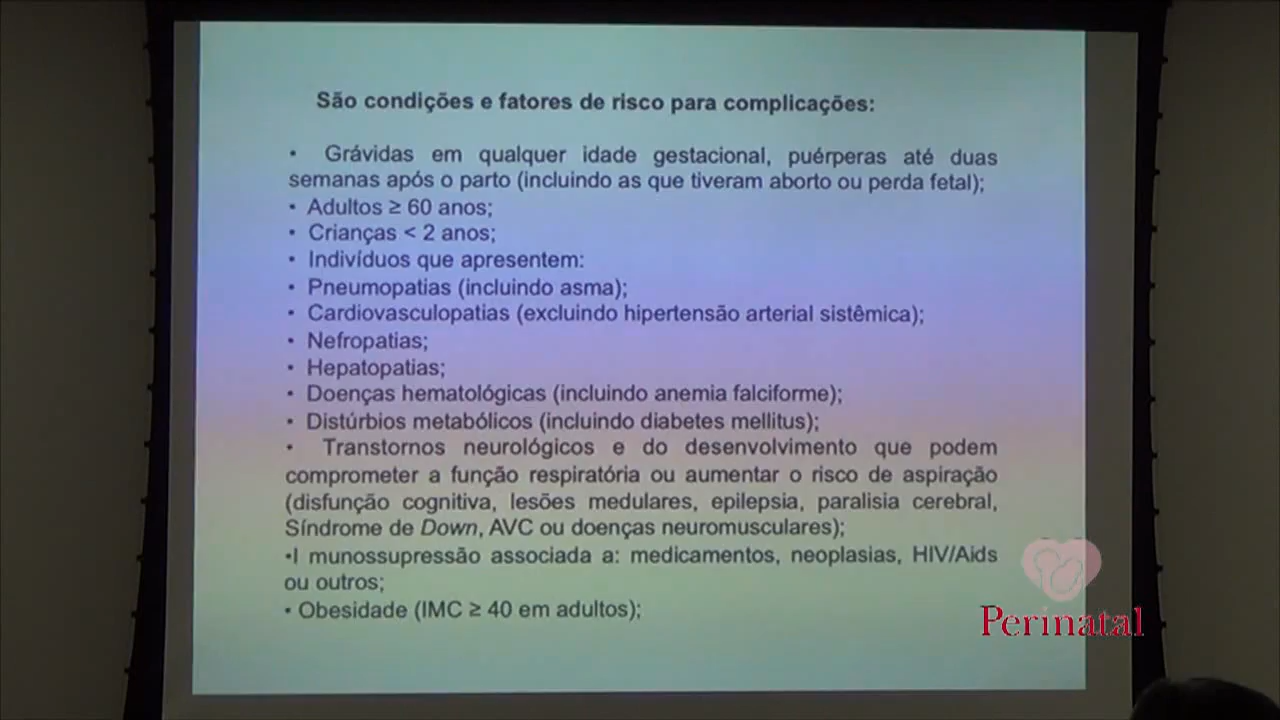 São condições e fatores de risco para complicações:
• Grávidas em qualquer idade gestacional, puérperas até duas
semanas após o parto (incluindo as que tiveram aborto ou perda fetal);
• Adultos ≥ 60 anos;
• Crianças < 2 anos;
• Indivíduos que apresentem:
• Pneumopatias (incluindo asma);
• Cardiovasculopatias (excluindo hipertensão arterial sistêmica);
• Nefropatias;
• Hepatopatias;
• Doenças hematológicas (incluindo anemia falciforme);
• Distúrbios metabólicos (incluindo diabetes mellitus);
• Transtornos neurológicos e do desenvolvimento que podem
comprometer a função respiratória ou aumentar o risco de aspiração
(disfunção cognitiva, lesões medulares, epilepsia, paralisia cerebral,
Síndrome de Down, AVC ou doenças neuromusculares);
•I munossupressão associada a: medicamentos, neoplasias, HIV/Aids
ou outros;
• Obesidade (IMC ≥ 40 em adultos);
Perinatal